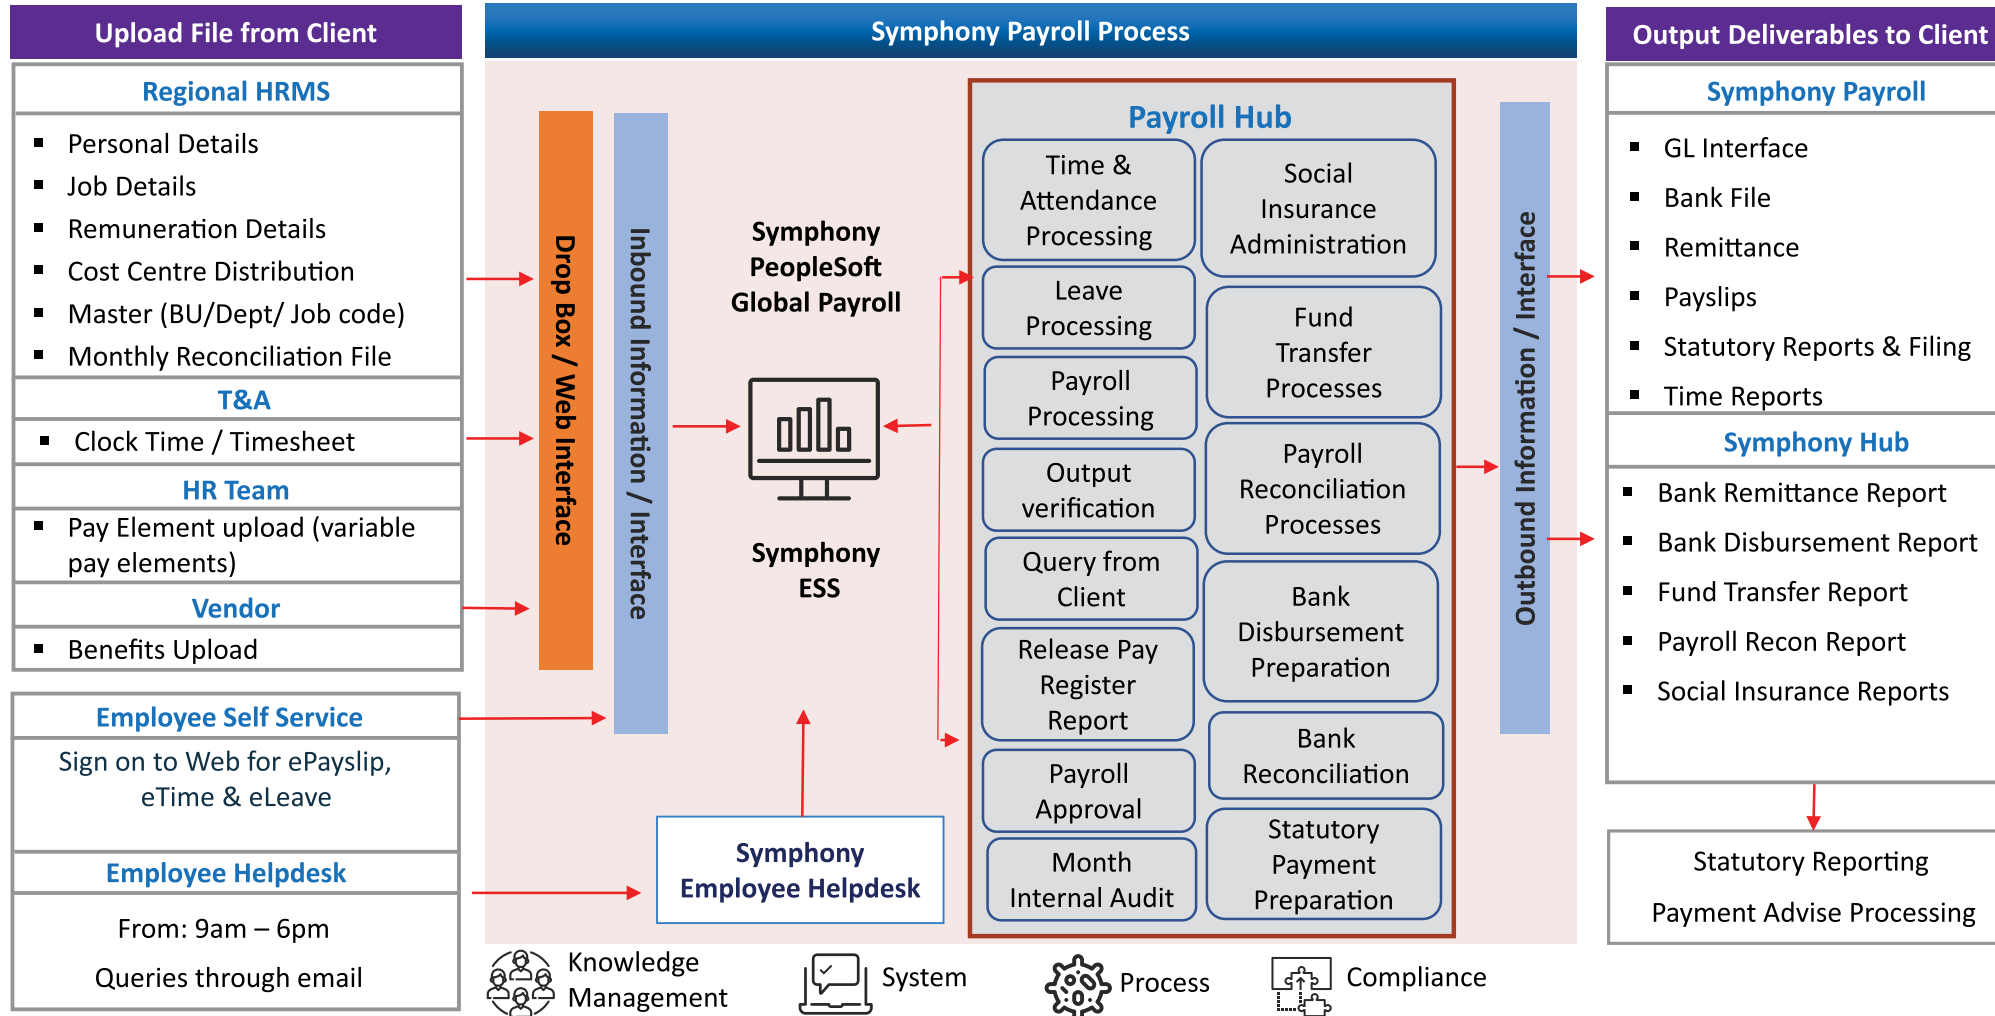 Upload File from Client
Regional HRMS
▪ Personal Details
▪ Job Details
▪ Remuneration Details
▪ Cost Centre Distribution
▪ Master (BU/Dept/ Job code)
▪ Monthly Reconciliation File
T&A
▪ Clock Time / Timesheet
HR Team
▪ Pay Element upload (variable
pay elements)
Vendor
▪ Benefits Upload
Employee Self Service
Sign on to Web for ePayslip,
eTime & eLeave
Employee Helpdesk
From: 9am – 6pm
Queries through email
Symphony Payroll Process
Drop Box / Web Interface
Inbound Information / Interface
Symphony
PeopleSoft
Global Payroll
Symphony
ESS
Symphony
Employee Helpdesk
Payroll Hub
Time &
Attendance
Processing
Leave
Processing
Payroll
Processing
Output
verification
Query from
Client
Release Pay
Register
Report
Payroll
Approval
Month
Internal Audit
Social
Insurance
Administration
Fund
Transfer
Processes
Payroll
Reconciliation
Processes
Bank
Disbursement
Preparation
Bank
Reconciliation
Statutory
Payment
Preparation
Outbound Information / Interface
Knowledge
Management
System
Process
Compliance
Output Deliverables to Client
Symphony Payroll
▪ GL Interface
▪ Bank File
▪ Remittance
▪ Payslips
▪ Statutory Reports & Filing
▪ Time Reports
Symphony Hub
▪ Bank Remittance Report
▪ Bank Disbursement Report
▪ Fund Transfer Report
▪ Payroll Recon Report
▪ Social Insurance Reports
Statutory Reporting
Payment Advise Processing